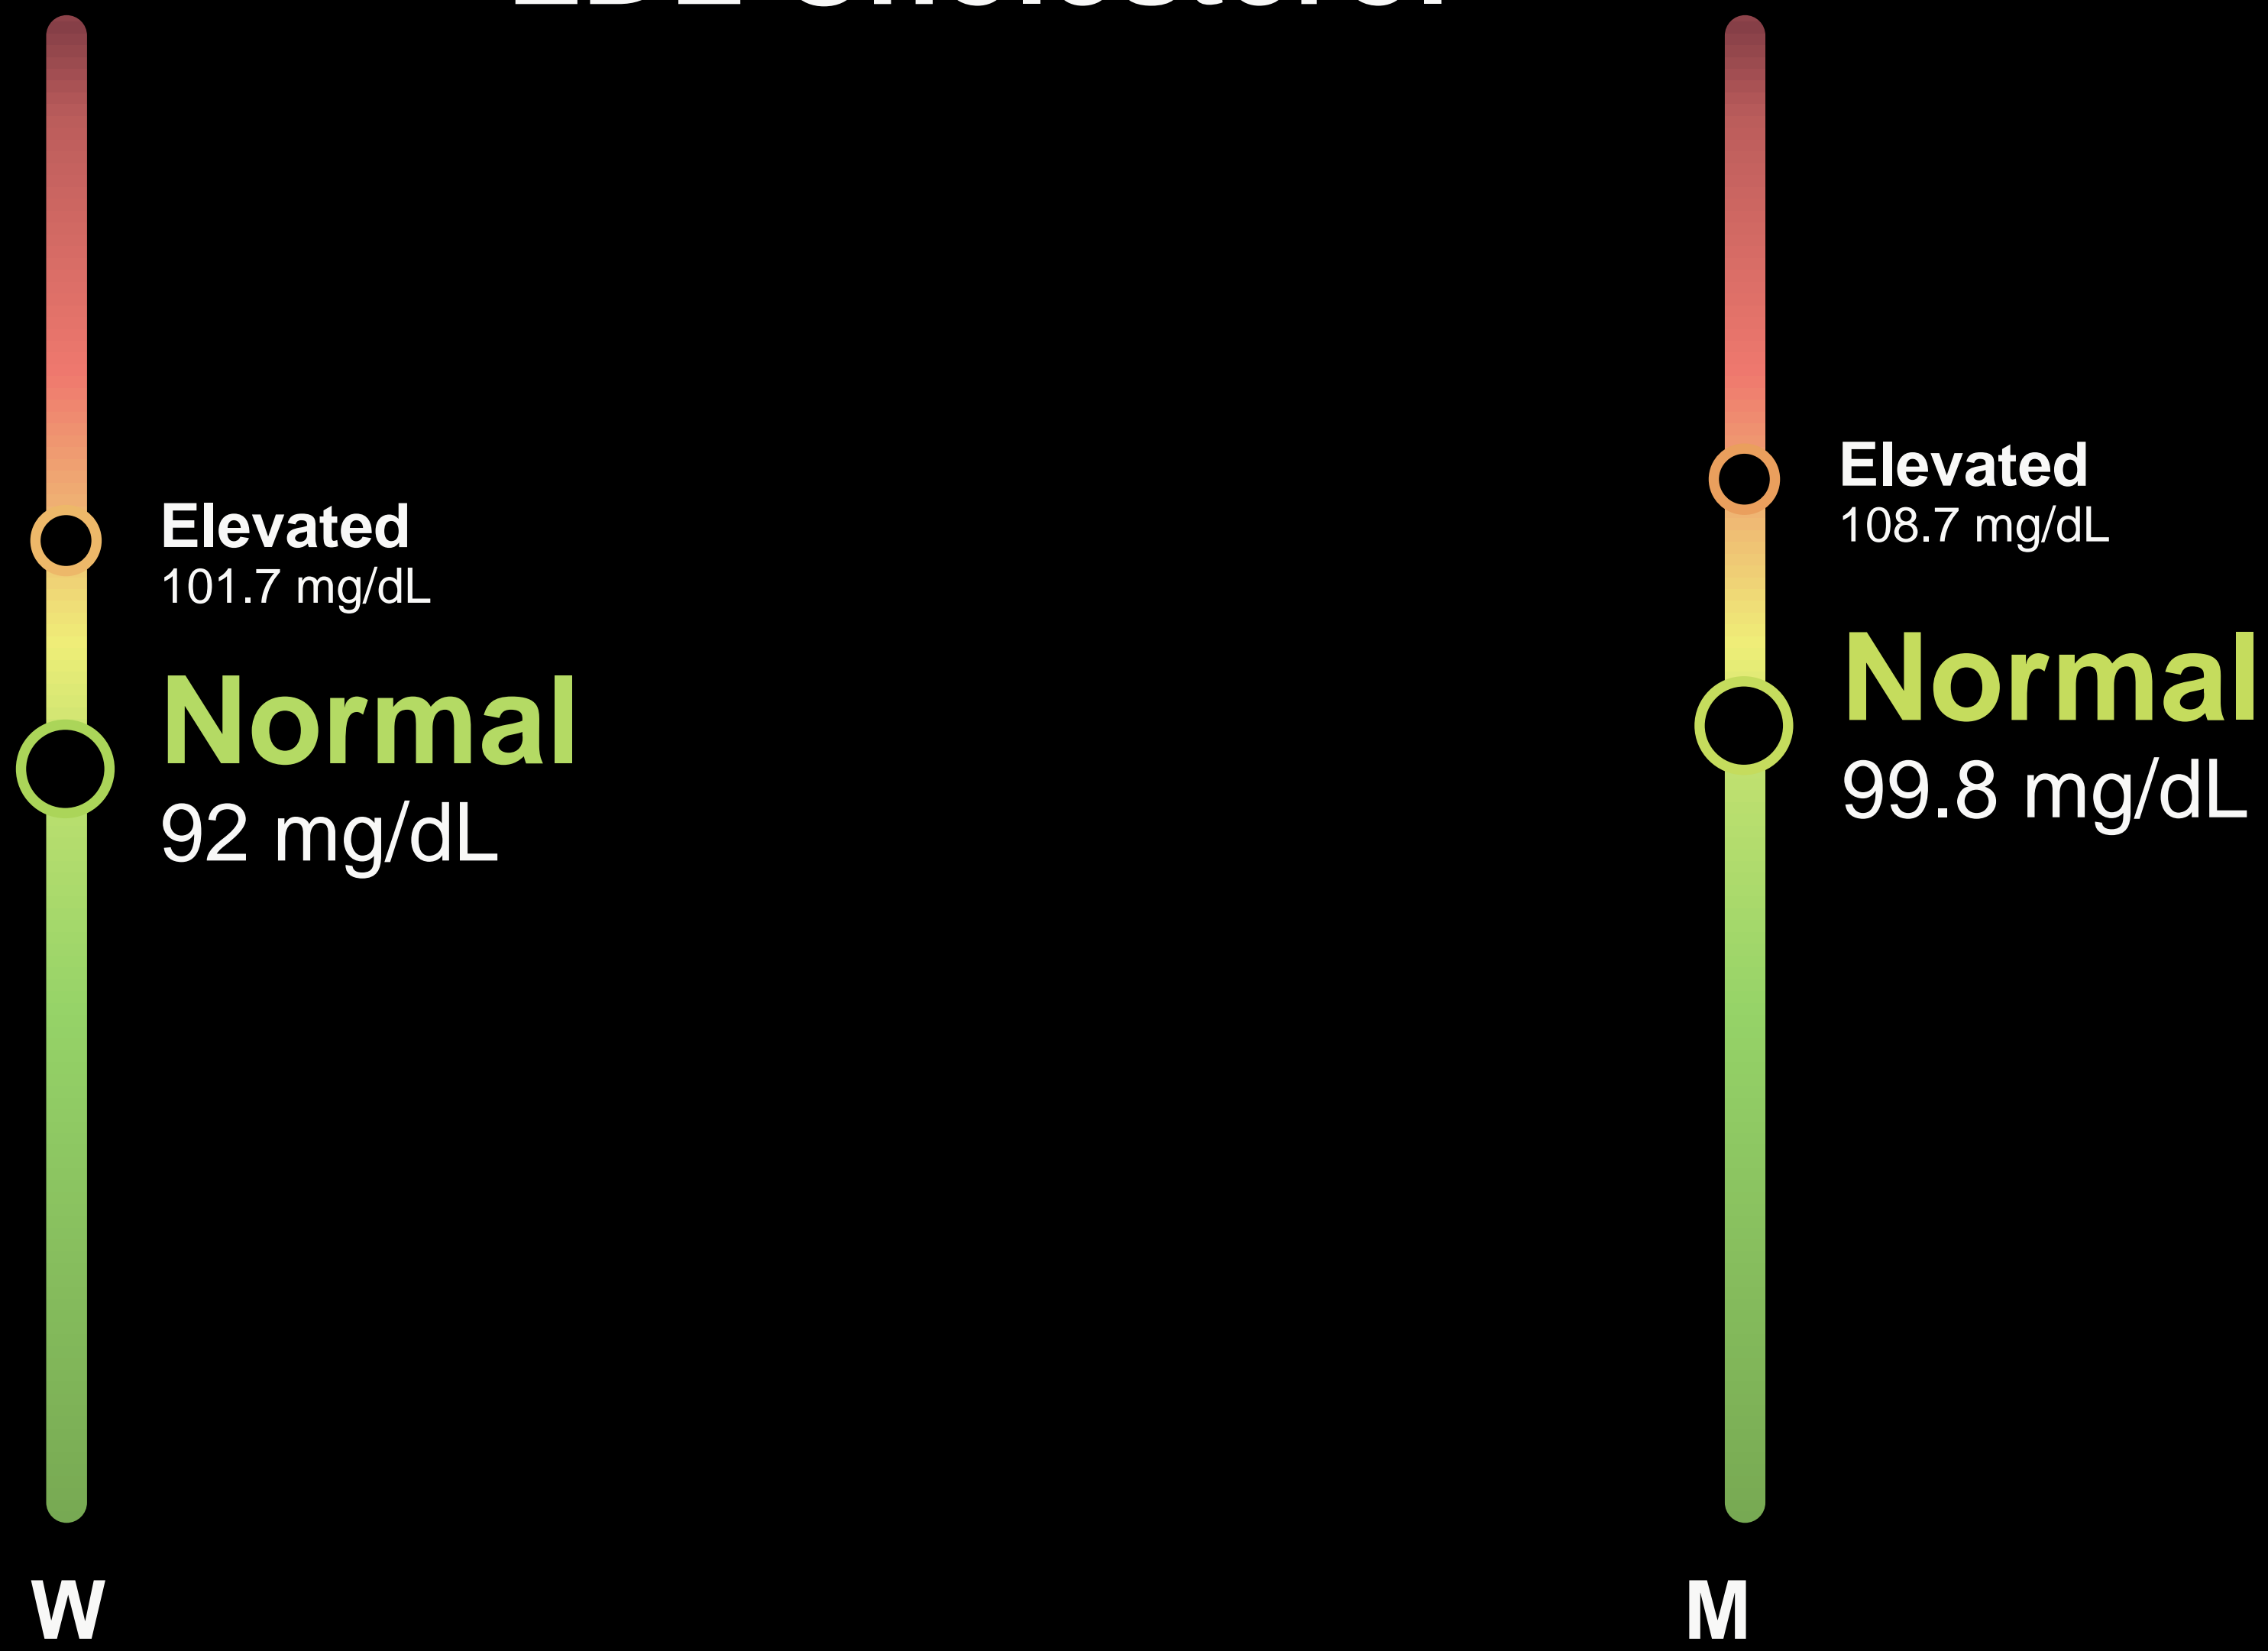 Elevated
101.7 mg/dL
Normal
92 mg/dL
W
Elevated
108.7 mg/dL
Normal
99.8 mg/dL
M